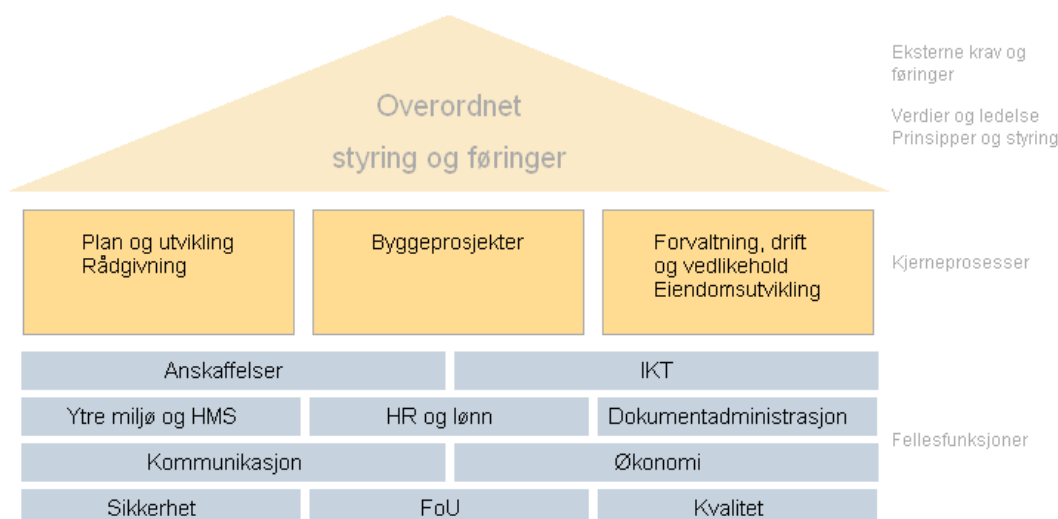 Eksterne krav og
føringer
Overordnet
styring og føringer
Verdier og ledelse
Prinsipper og styring
Plan og utvikling
Rådgivning
Byggeprosjekter
Forvaltning, drift
og vedlikehold
Eiendomsutvikling
Kjerneprosesser
Anskaffelser
IKT
Ytre miljø og HMS
HR og lønn
Dokumentadministrasjon
Kommunikasjon
Økonomi
Fellesfunksjoner
Sikkerhet
FoU
Kvalitet